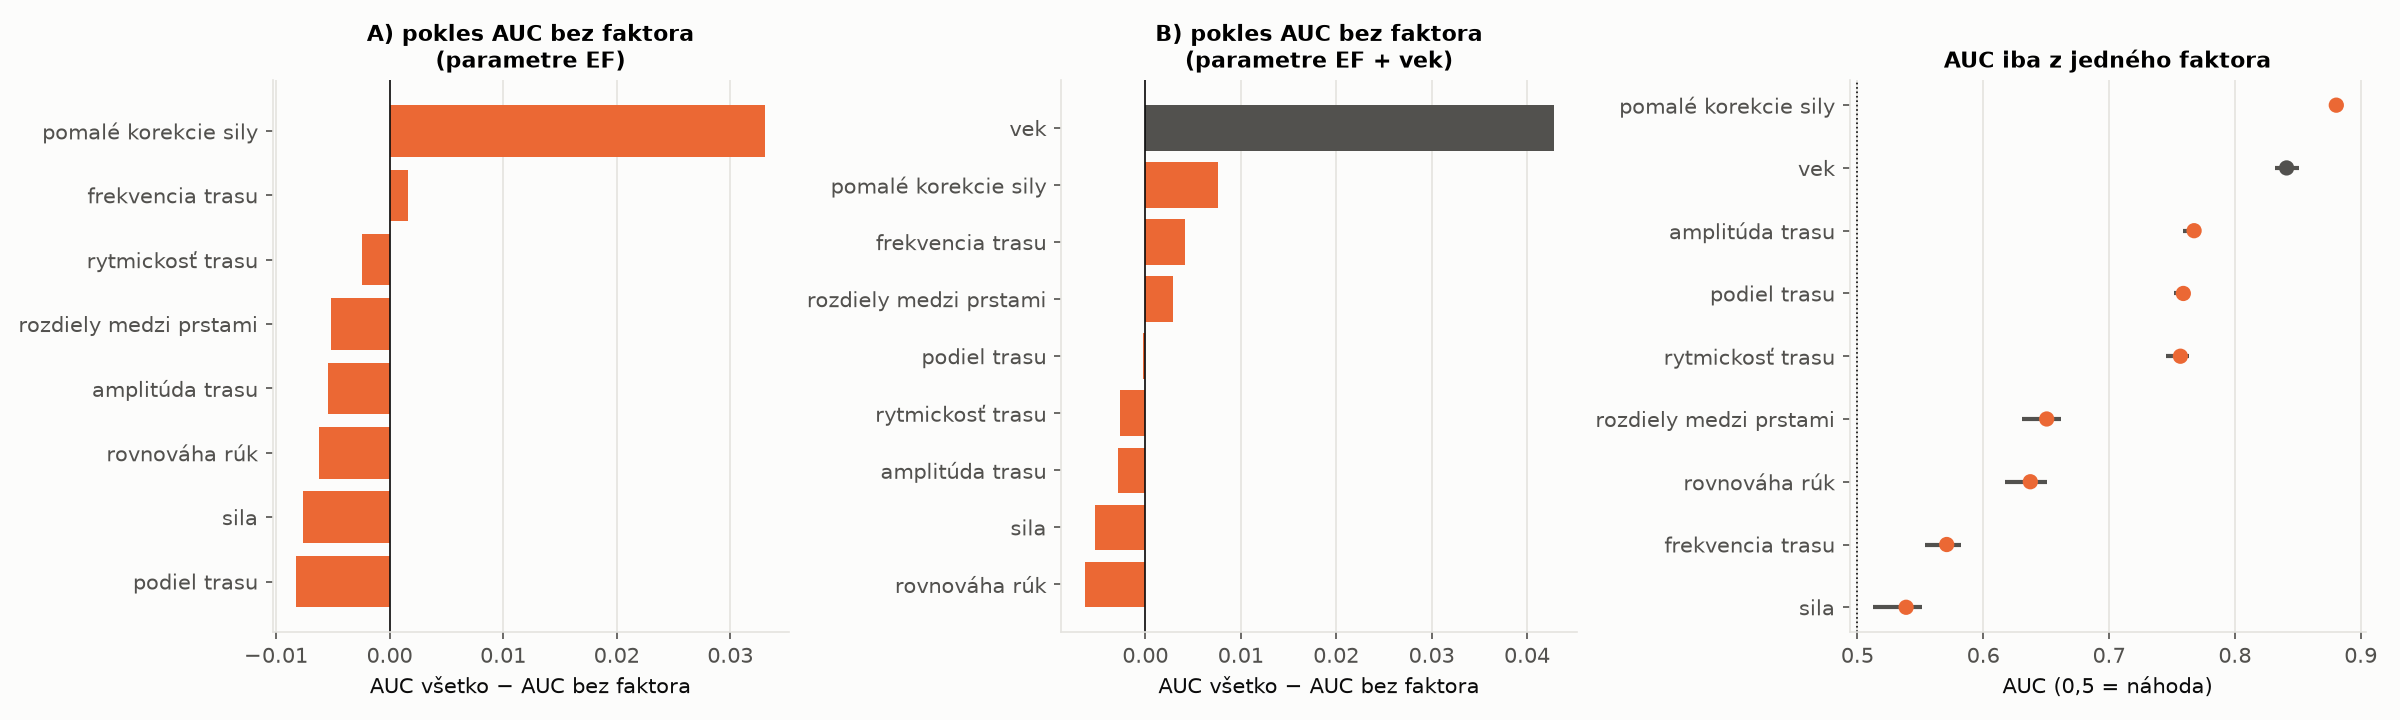 A) pokles AUC bez faktora
(parametre EF)
pomalé korekcie sily
frekvencia trasu
rytmickosť trasu
rozdiely medzi prstami
amplitúda trasu
rovnováha rúk
sila
podiel trasu
−0.01 0.00 0.01 0.02 0.03
AUC všetko − AUC bez faktora
B) pokles AUC bez faktora
(parametre EF + vek)
vek
pomalé korekcie sily
frekvencia trasu
rozdiely medzi prstami
podiel trasu
rytmickosť trasu
amplitúda trasu
sila
rovnováha rúk
0.00 0.01 0.02 0.03 0.04
AUC všetko − AUC bez faktora
AUC iba z jedného faktora
pomalé korekcie sily
vek
amplitúda trasu
podiel trasu
rytmickosť trasu
rozdiely medzi prstami
rovnováha rúk
frekvencia trasu
sila
0.5 0.6 0.7 0.8 0.9
AUC (0,5 = náhoda)